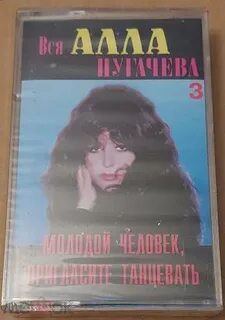 Вся АЛЛА
ПУГАЧЕВА
3
МОЛОДОЙ ЧЕЛОВЕК,
ПРИГЛАСИТЕ ТАНЦЕВАТЬ